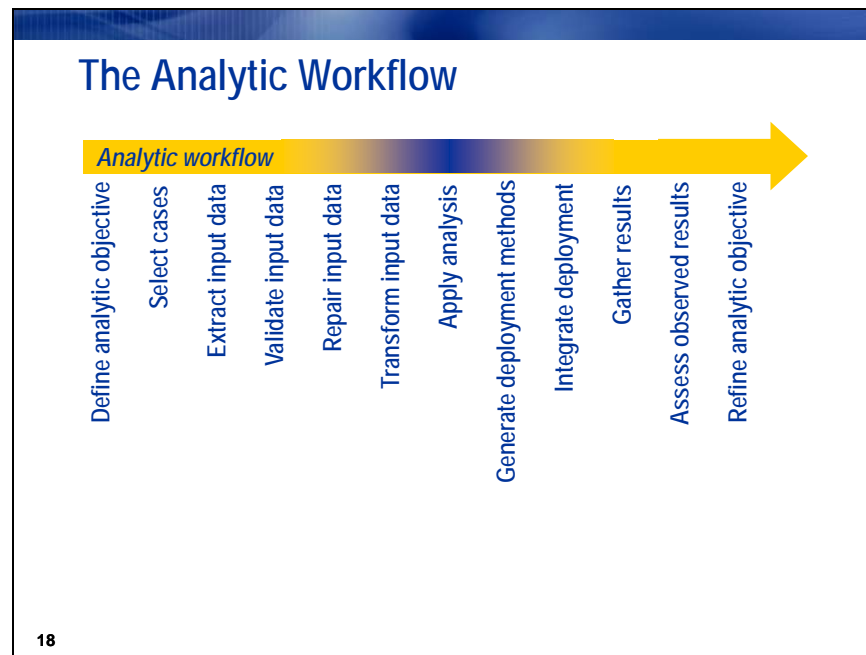 The Analytic Workflow
Analytic workflow
Define analytic objective
Select cases
Extract input data
Validate input data
Repair input data
Transform input data
Apply analysis
Generate deployment methods
Integrate deployment
Gather results
Assess observed results
Refine analytic objective
18